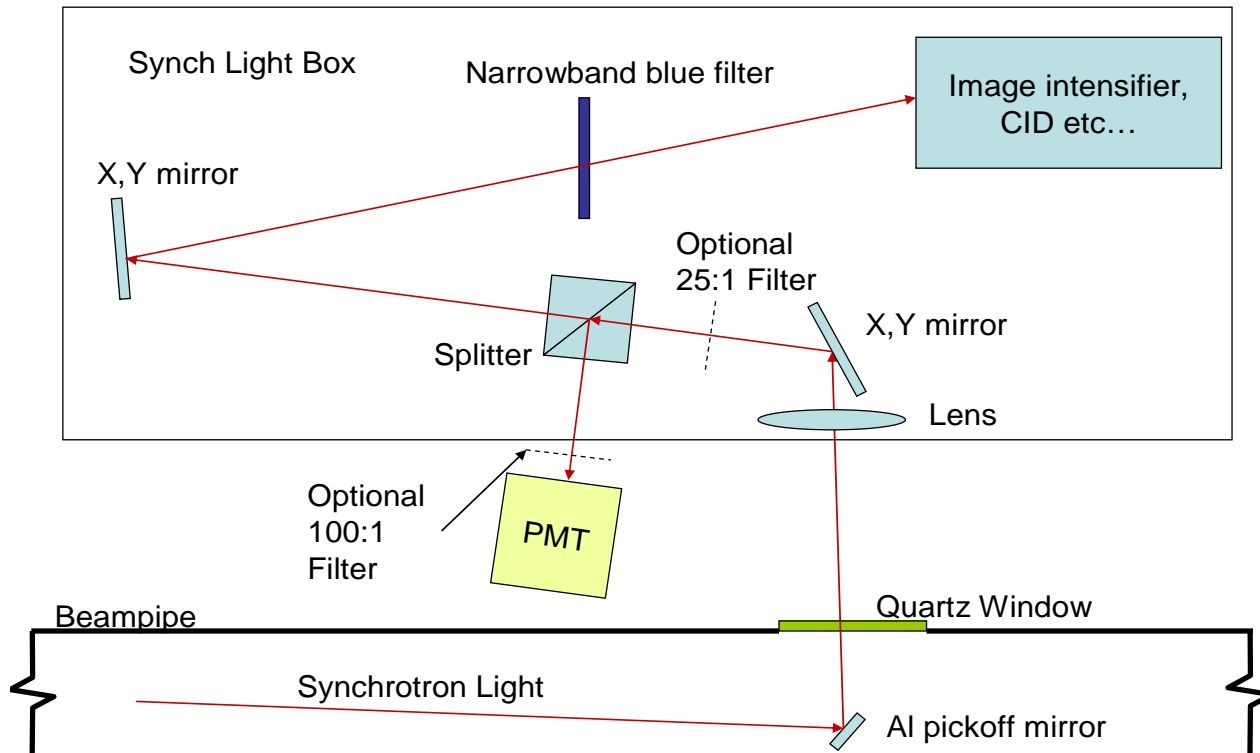 Synch Light Box
Narrowband blue filter
Image intensifier,
CID etc…
X,Y mirror
Optional
25:1 Filter
X,Y mirror
Splitter
Lens
Optional
100:1
Filter
PMT
Beampipe
Quartz Window
Synchrotron Light
Al pickoff mirror